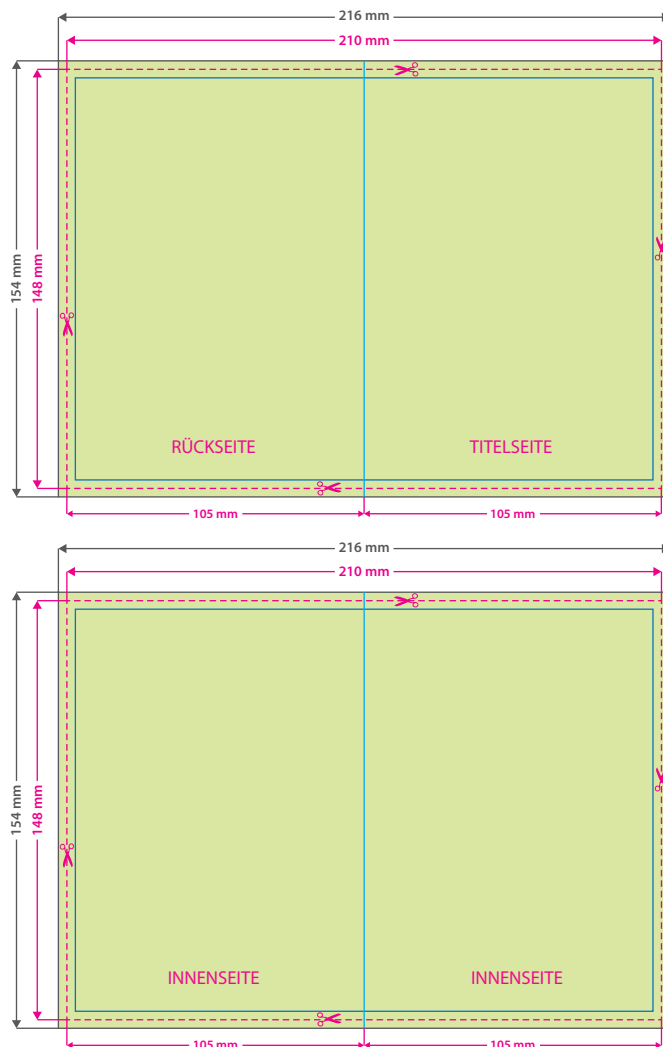 216 mm
210 mm
154 mm
148 mm
RÜCKSEITE
TITELSEITE
105 mm
105 mm
216 mm
210 mm
154 mm
148 mm
INNENSEITE
INNENSEITE
105 mm
105 mm